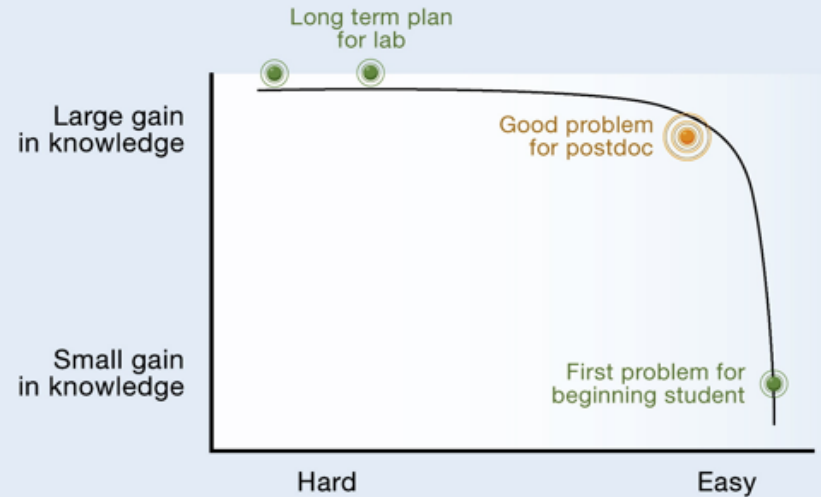 Long term plan
for lab
Large gain
in knowledge
Good problem
for postdoc
Small gain
in knowledge
First problem for
beginning student
Hard
Easy